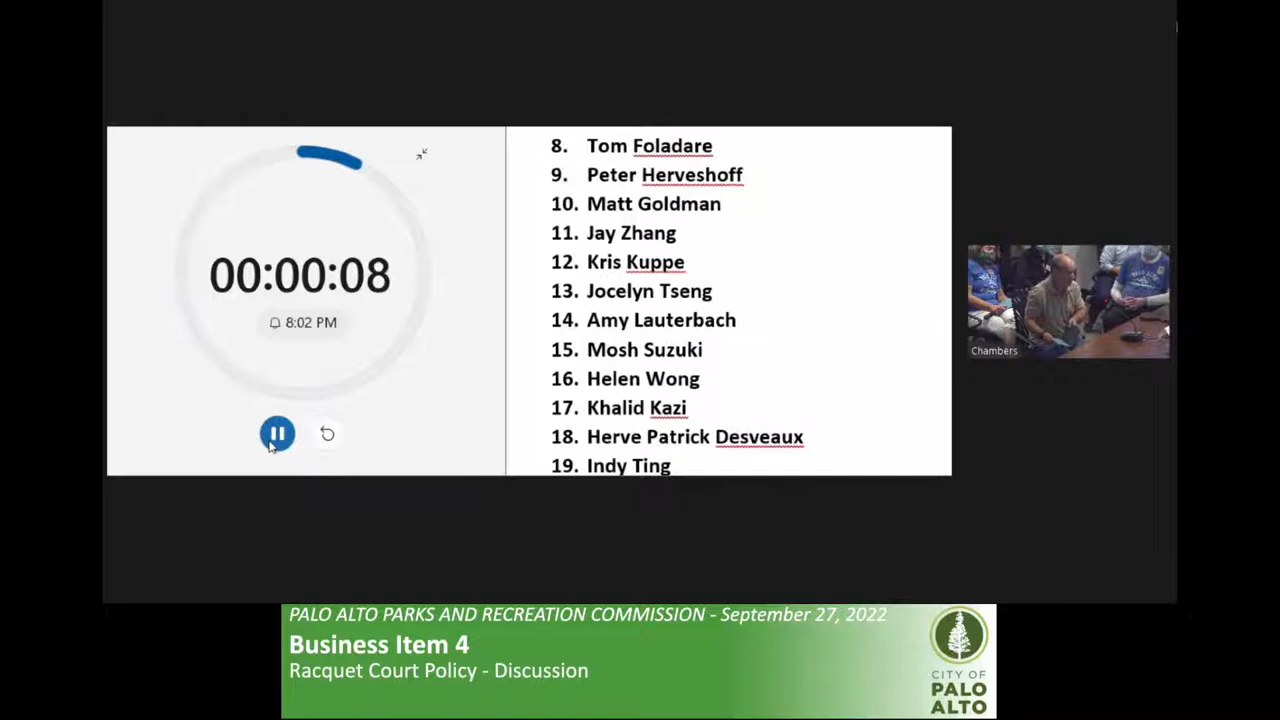 00:00:08
8:02 PM
8. Tom Foladare
9. Peter Herveshoff
10. Matt Goldman
11. Jay Zhang
12. Kris Kuppe
13. Jocelyn Tseng
14. Amy Lauterbach
15. Mosh Suzuki
16. Helen Wong
17. Khalid Kazi
18. Herve Patrick Desveaux
19. Indy Ting
Chambers
PALO ALTO PARKS AND RECREATION COMMISSION - September 27, 2022
Business Item 4
Racquet Court Policy - Discussion
CITY OF
PALO
ALTO